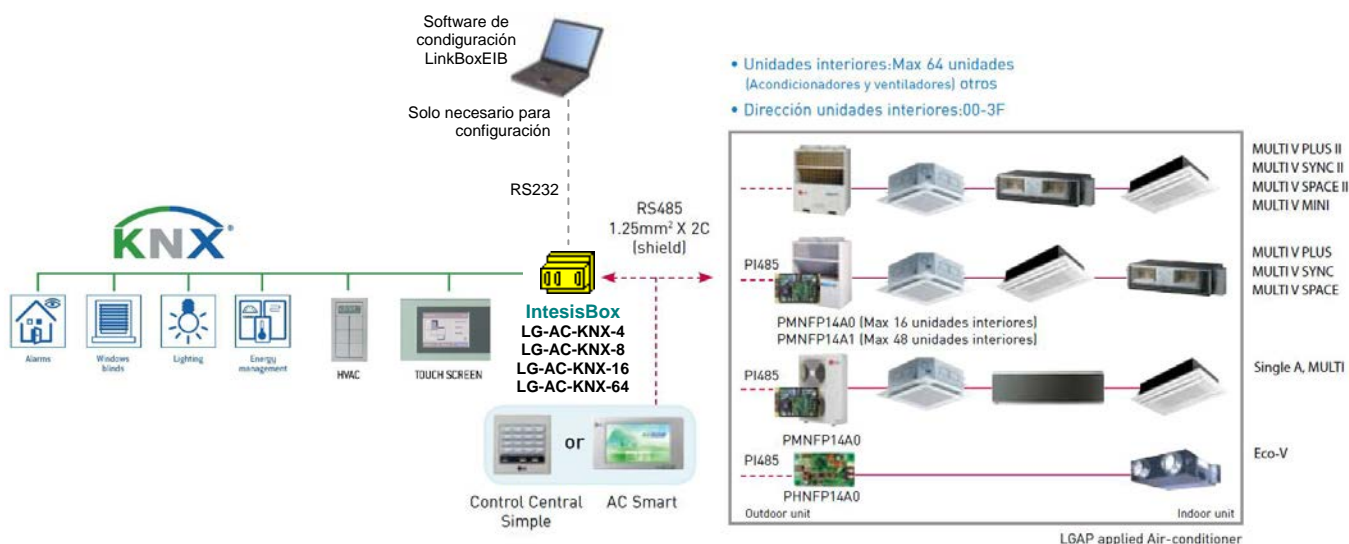 Software de
condiguración
LinkBoxEIB
Solo necesario para
configuración
RS232
• Unidades interiores:Max 64 unidades
(Acondicionadores y ventiladores) otros
• Dirección unidades interiores:00-3F
KNX®
Alarms
Windows
blinds
Lighting
Energy
management
HVAC
TOUCH SCREEN
IntesisBox
LG-AC-KNX-4
LG-AC-KNX-8
LG-AC-KNX-16
LG-AC-KNX-64
RS485
1.25mm² X 2C
(shield)
or
Control Central
Simple
AC Smart
MULTI V PLUS II
MULTI V SYNC II
MULTI V SPACE II
MULTI V MINI
PI485
MULTI V PLUS
MULTI V SYNC
MULTI V SPACE
PMNFP14A0 (Max 16 unidades interiores)
PMNFP14A1 (Max 48 unidades interiores)
PI485
Single A, MULTI
PMNFP14A0
PI485
Eco-V
PHNFP14A0
Outdoor unit
Indoor unit
LGAP applied Air-conditioner